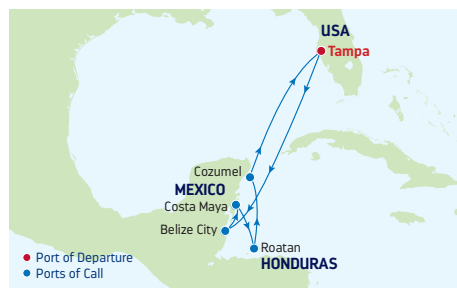 USA
Tampa
Cozumel
MEXICO
Costa Maya
Belize City
Roatan
HONDURAS
Port of Departure
Ports of Call